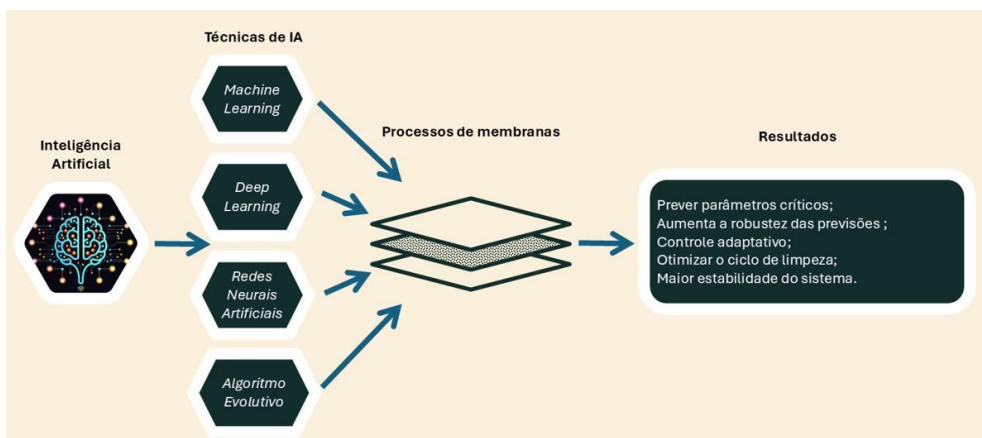 Técnicas de IA
Machine
Learning
Processos de membranas
Resultados
Inteligência
Artificial
Deep
Learning
Prever parâmetros críticos;
Aumenta a robustez das previsões ;
Controle adaptativo;
Otimizar o ciclo de limpeza;
Maior estabilidade do sistema.
Redes
Neurais
Artificiais
Algoritmo
Evolutivo